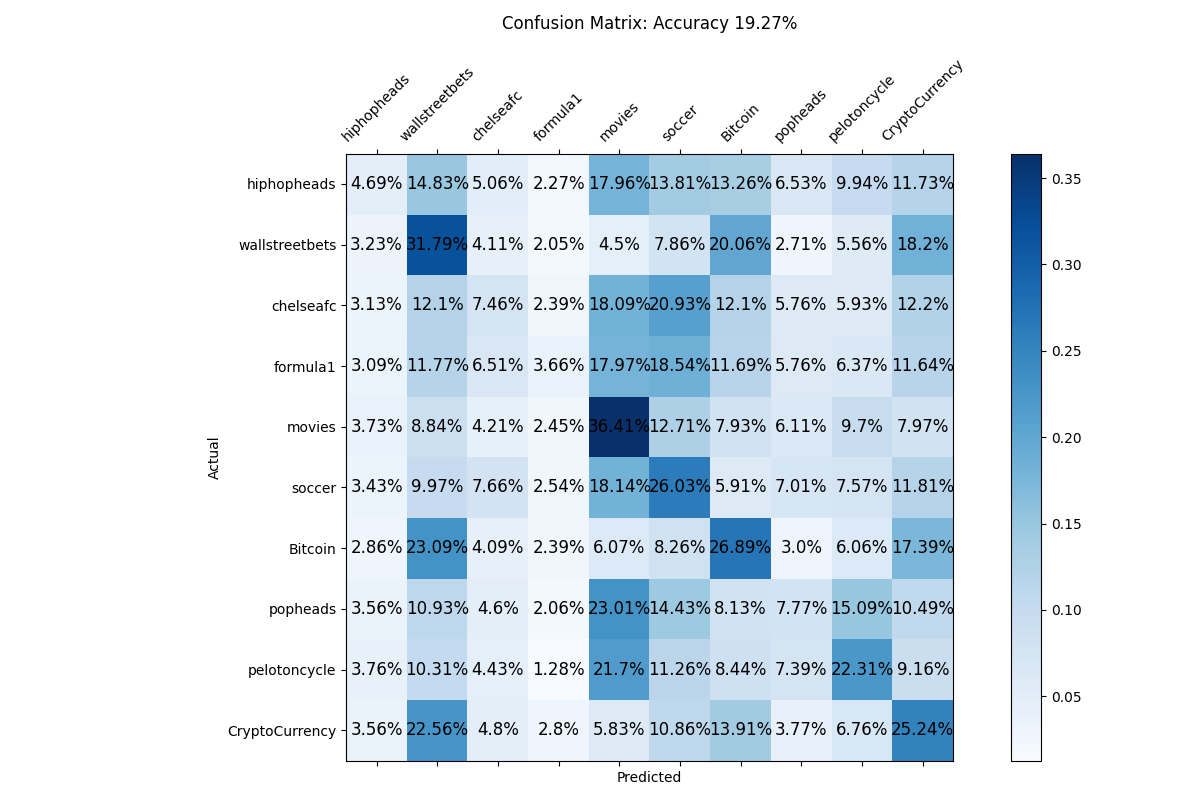 Confusion Matrix: Accuracy 19.27%
hiphopheads wallstreetbets chelseafc formula1 movies soccer Bitcoin popheads pelotoncycle CryptoCurrency
hiphopheads 4.69% 14.83% 5.06% 2.27% 17.96% 13.81% 13.26% 6.53% 9.94% 11.73%
wallstreetbets 3.23% 31.79% 4.11% 2.05% 4.5% 7.86% 20.06% 2.71% 5.56% 18.2%
chelseafc 3.13% 12.1% 7.46% 2.39% 18.09% 20.93% 12.1% 5.76% 5.93% 12.2%
formula1 3.09% 11.77% 6.51% 3.66% 17.97% 18.54% 11.69% 5.76% 6.37% 11.64%
movies 3.73% 8.84% 4.21% 2.45% 36.41% 12.71% 7.93% 6.11% 9.7% 7.97%
soccer 3.43% 9.97% 7.66% 2.54% 18.14% 26.03% 5.91% 7.01% 7.57% 11.81%
Bitcoin 2.86% 23.09% 4.09% 2.39% 6.07% 8.26% 26.89% 3.0% 6.06% 17.39%
popheads 3.56% 10.93% 4.6% 2.06% 23.01% 14.43% 8.13% 7.77% 15.09% 10.49%
pelotoncycle 3.76% 10.31% 4.43% 1.28% 21.7% 11.26% 8.44% 7.39% 22.31% 9.16%
CryptoCurrency 3.56% 22.56% 4.8% 2.8% 5.83% 10.86% 13.91% 3.77% 6.76% 25.24%
Actual
Predicted
0.35
0.30
0.25
0.20
0.15
0.10
0.05